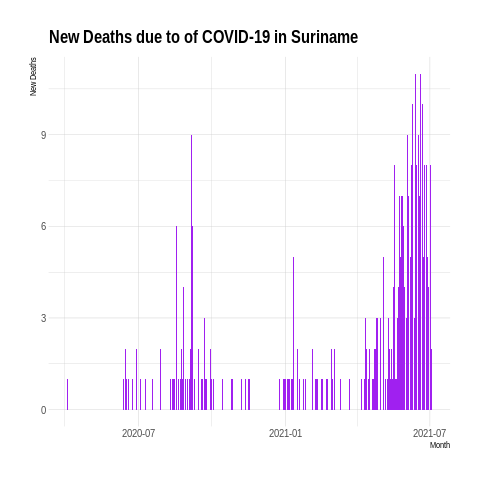 New Deaths due to of COVID-19 in Suriname
New Deaths
9
6
3
0
2020-07
2021-01
2021-07
Month